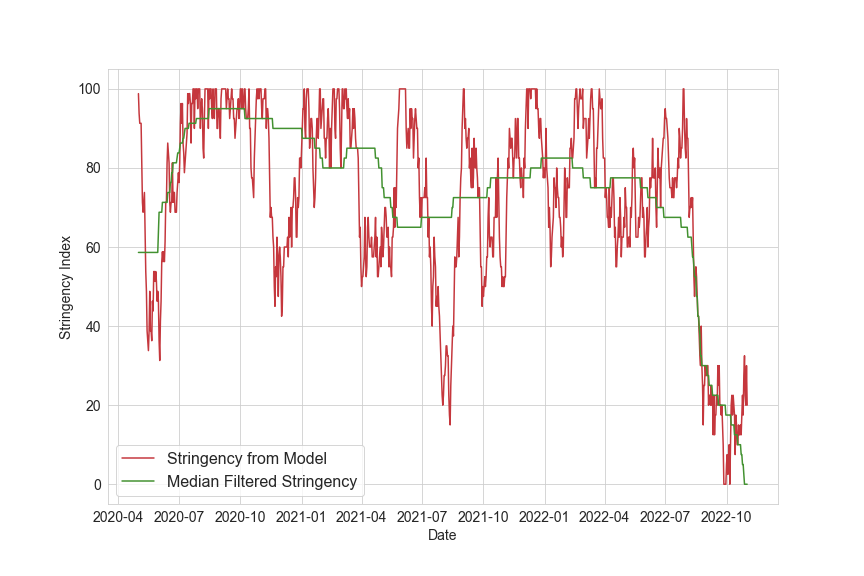 100
80
60
40
20
0
Stringency Index
Stringency from Model
Median Filtered Stringency
2020-04 2020-07 2020-10 2021-01 2021-04 2021-07 2021-10 2022-01 2022-04 2022-07 2022-10
Date